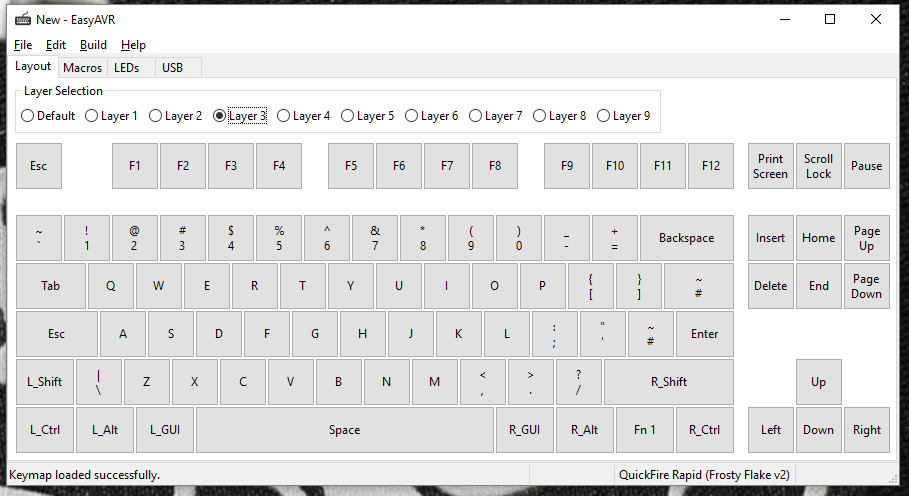 New - EasyAVR
File Edit Build Help
Layout Macros LEDs USB
Layer Selection
Default Layer 1 Layer 2 Layer 3 Layer 4 Layer 5 Layer 6 Layer 7 Layer 8 Layer 9
Esc F1 F2 F3 F4 F5 F6 F7 F8 F9 F10 F11 F12 Print Scroll Pause
Screen Lock
~ ! @ # $ % ^ & * ( ) _ + Backspace Insert Home Page
` 1 2 3 4 5 6 7 8 9 0 - = Up
Tab Q W E R T Y U I O P { } ~ Delete End Page
[ ] # Down
Esc A S D F G H J K L : " ~ Enter
; ' #
L_Shift | Z X C V B N M < > ? R_Shift Up
\ , . /
L_Ctrl L_Alt L_GUI Space R_GUI R_Alt Fn 1 R_Ctrl Left Down Right
Keymap loaded successfully. QuickFire Rapid (Frosty Flake v2)